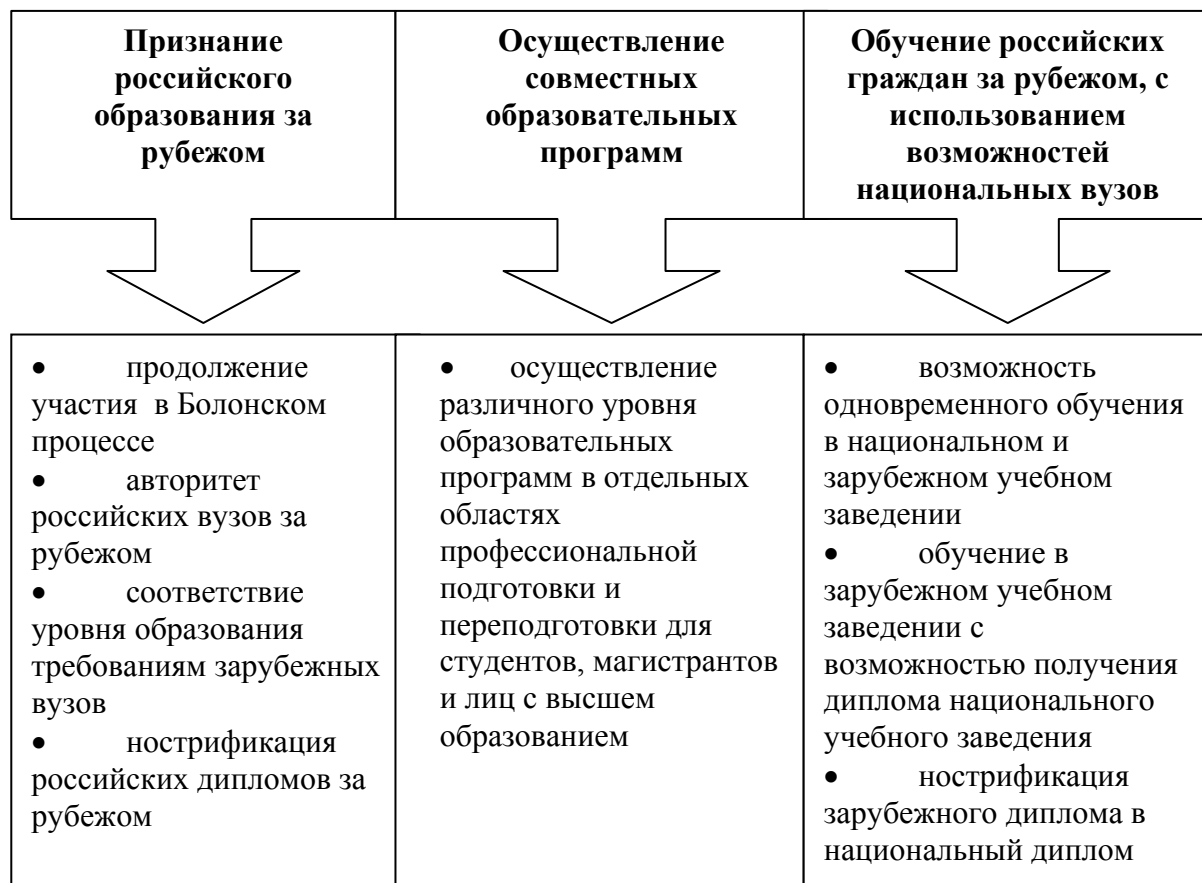 Признание
российского
образования за
рубежом
Осуществление
совместных
образовательных
программ
Обучение российских
граждан за рубежом, с
использованием
возможностей
национальных вузов
• продолжение
участия в Болонском
процессе
• авторитет
российских вузов за
рубежом
• соответствие
уровня образования
требованиям зарубежных
вузов
• нострификация
российских дипломов за
рубежом
• осуществление
различного уровня
образовательных
программ в отдельных
областях
профессиональной
подготовки и
переподготовки для
студентов, магистрантов
и лиц с высшем
образованием
• возможность
одновременного обучения
в национальном и
зарубежном учебном
заведении
• обучение в
зарубежном учебном
заведении с
возможностью получения
диплома национального
учебного заведения
• нострификация
зарубежного диплома в
национальный диплом